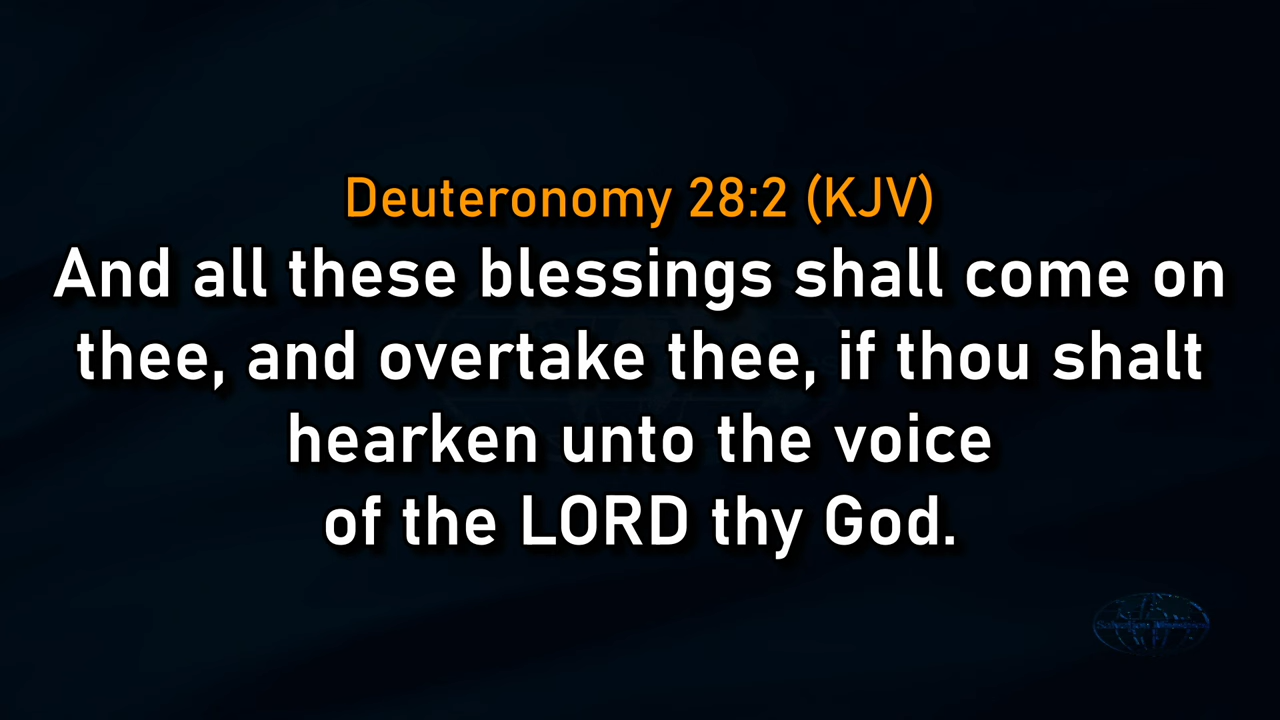 Deuteronomy 28:2 (KJV)
And all these blessings shall come on
thee, and overtake thee, if thou shalt
hearken unto the voice
of the LORD thy God.